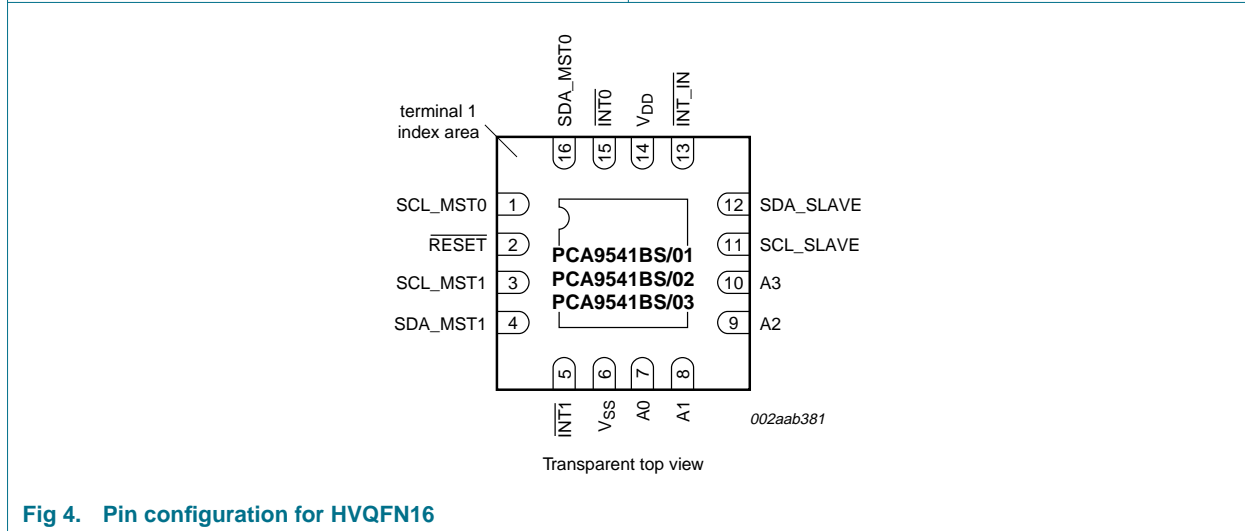 SDA_MST0
INT0
VDD
INT_IN
terminal 1
index area
16
15
14
13
SCL_MST0 1
12 SDA_SLAVE
RESET 2
11 SCL_SLAVE
PCA9541BS/01
PCA9541BS/02
PCA9541BS/03
SCL_MST1 3
10 A3
SDA_MST1 4
9 A2
5
6
7
8
INT1
VSS
A0
A1
002aab381
Transparent top view
Fig 4. Pin configuration for HVQFN16